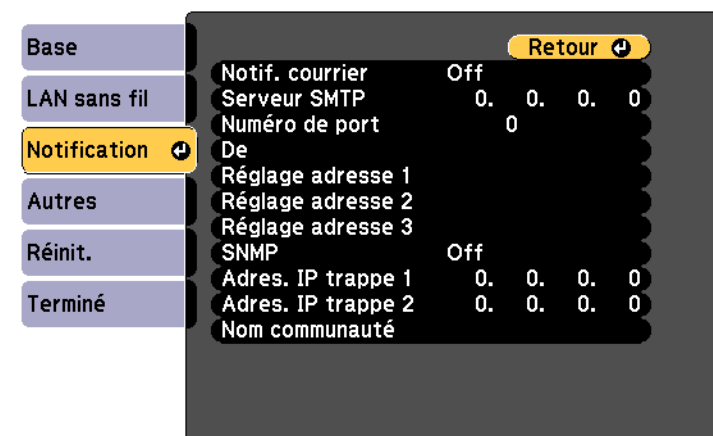 Base
LAN sans fil
Notification
Autres
Réinit.
Terminé
Retour
Notif. courrier Off
Serveur SMTP 0. 0. 0. 0
Numéro de port 0
De
Réglage adresse 1
Réglage adresse 2
Réglage adresse 3
SNMP Off
Adres. IP trappe 1 0. 0. 0. 0
Adres. IP trappe 2 0. 0. 0. 0
Nom communauté